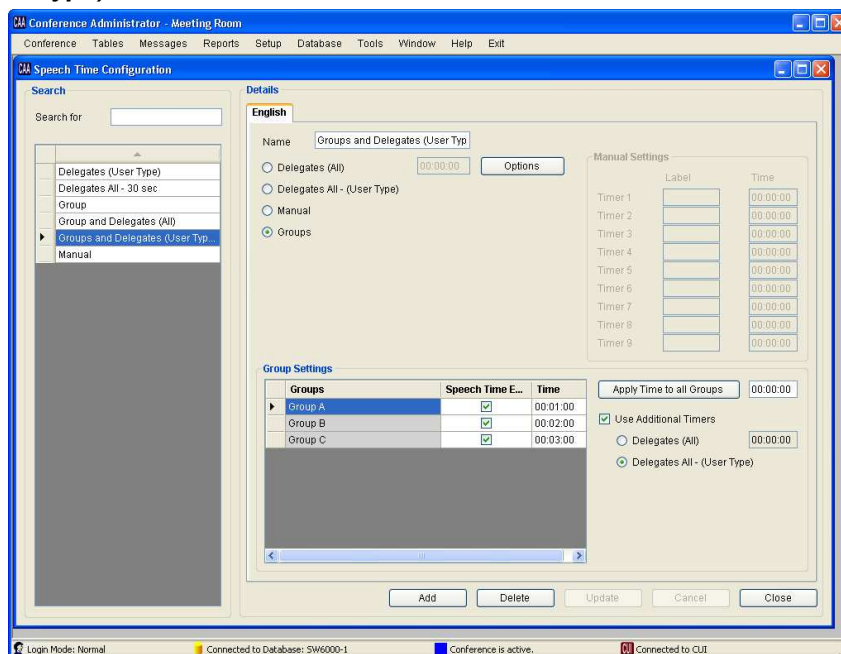 CAA Conference Administrator - Meeting Room
Conference Tables Messages Reports Setup Database Tools Window Help Exit
CAA Speech Time Configuration
Search
Search for
Delegates (User Type)
Delegates All - 30 sec
Group
Group and Delegates (All)
Groups and Delegates (User Typ...
Manual
Details
English
Name Groups and Delegates (User Typ
Delegates (All) 00:00:00 Options
Delegates All - (User Type)
Manual
Groups
Manual Settings
Label Time
Timer 1 00:00:00
Timer 2 00:00:00
Timer 3 00:00:00
Timer 4 00:00:00
Timer 5 00:00:00
Timer 6 00:00:00
Timer 7 00:00:00
Timer 8 00:00:00
Timer 9 00:00:00
Group Settings
Groups Speech Time E... Time
Group A 00:01:00
Group B 00:02:00
Group C 00:03:00
Apply Time to all Groups 00:00:00
Use Additional Timers
Delegates (All) 00:00:00
Delegates All - (User Type)
Add Delete Update Cancel Close
Login Mode: Normal Connected to Database: SW6000-1 Conference is active. CUI Connected to CUI